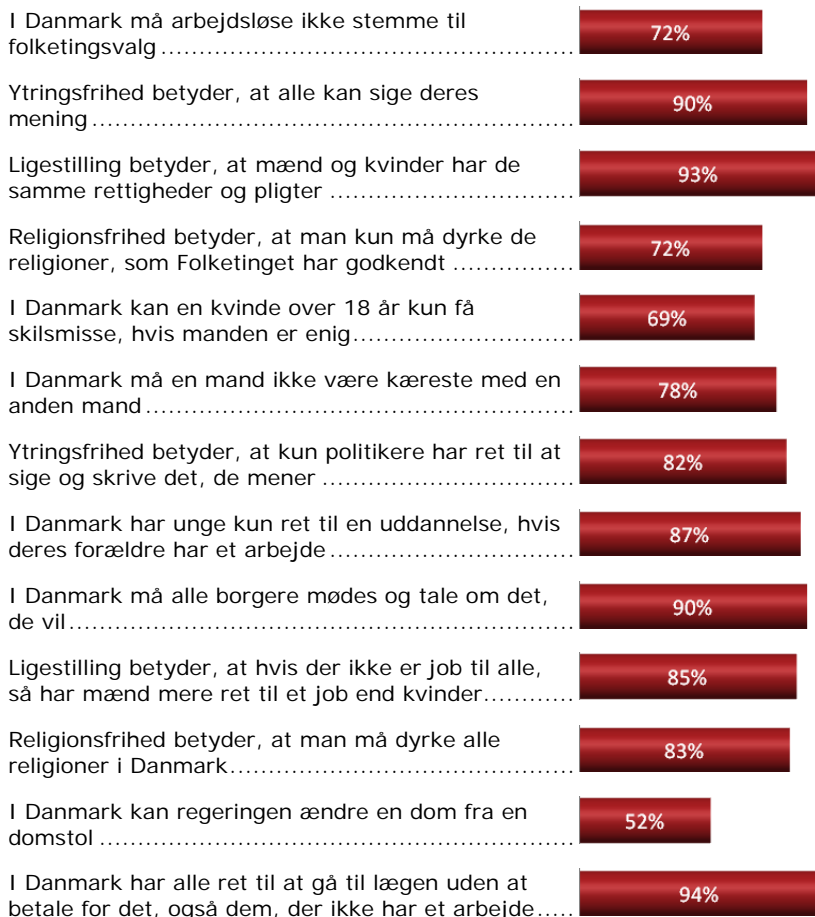 I Danmark må arbejdsløse ikke stemme til
folketingsvalg 72%
Ytringsfrihed betyder, at alle kan sige deres
mening 90%
Ligestilling betyder, at mænd og kvinder har de
samme rettigheder og pligter 93%
Religionsfrihed betyder, at man kun må dyrke de
religioner, som Folketinget har godkendt 72%
I Danmark kan en kvinde over 18 år kun få
skilsmisse, hvis manden er enig 69%
I Danmark må en mand ikke være kæreste med en
anden mand 78%
Ytringsfrihed betyder, at kun politikere har ret til at
sige og skrive det, de mener 82%
I Danmark har unge kun ret til en uddannelse, hvis
deres forældre har et arbejde 87%
I Danmark må alle borgere mødes og tale om det,
de vil 90%
Ligestilling betyder, at hvis der ikke er job til alle,
så har mænd mere ret til et job end kvinder 85%
Religionsfrihed betyder, at man må dyrke alle
religioner i Danmark 83%
I Danmark kan regeringen ændre en dom fra en
domstol 52%
I Danmark har alle ret til at gå til lægen uden at
betale for det, også dem, der ikke har et arbejde 94%